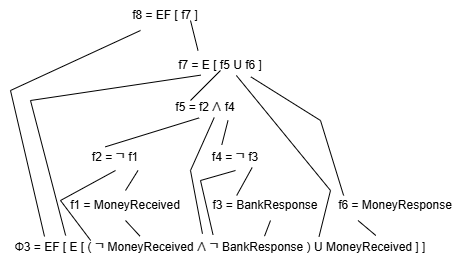 f8 = EF [ f7 ]
f7 = E [ f5 U f6 ]
f5 = f2 ∧ f4
f2 = ¬ f1 f4 = ¬ f3
f1 = MoneyReceived f3 = BankResponse f6 = MoneyResponse
Φ3 = EF [ E [ ( ¬ MoneyReceived ∧ ¬ BankResponse ) U MoneyReceived ] ]